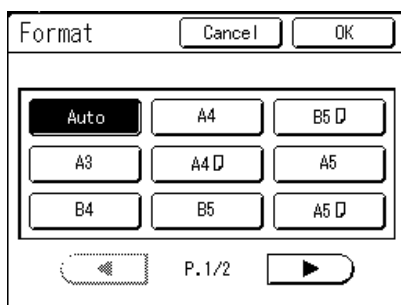 Format Cancel OK
Auto A4 B5
A3 A4 A5
B4 B5 A5
P.1/2